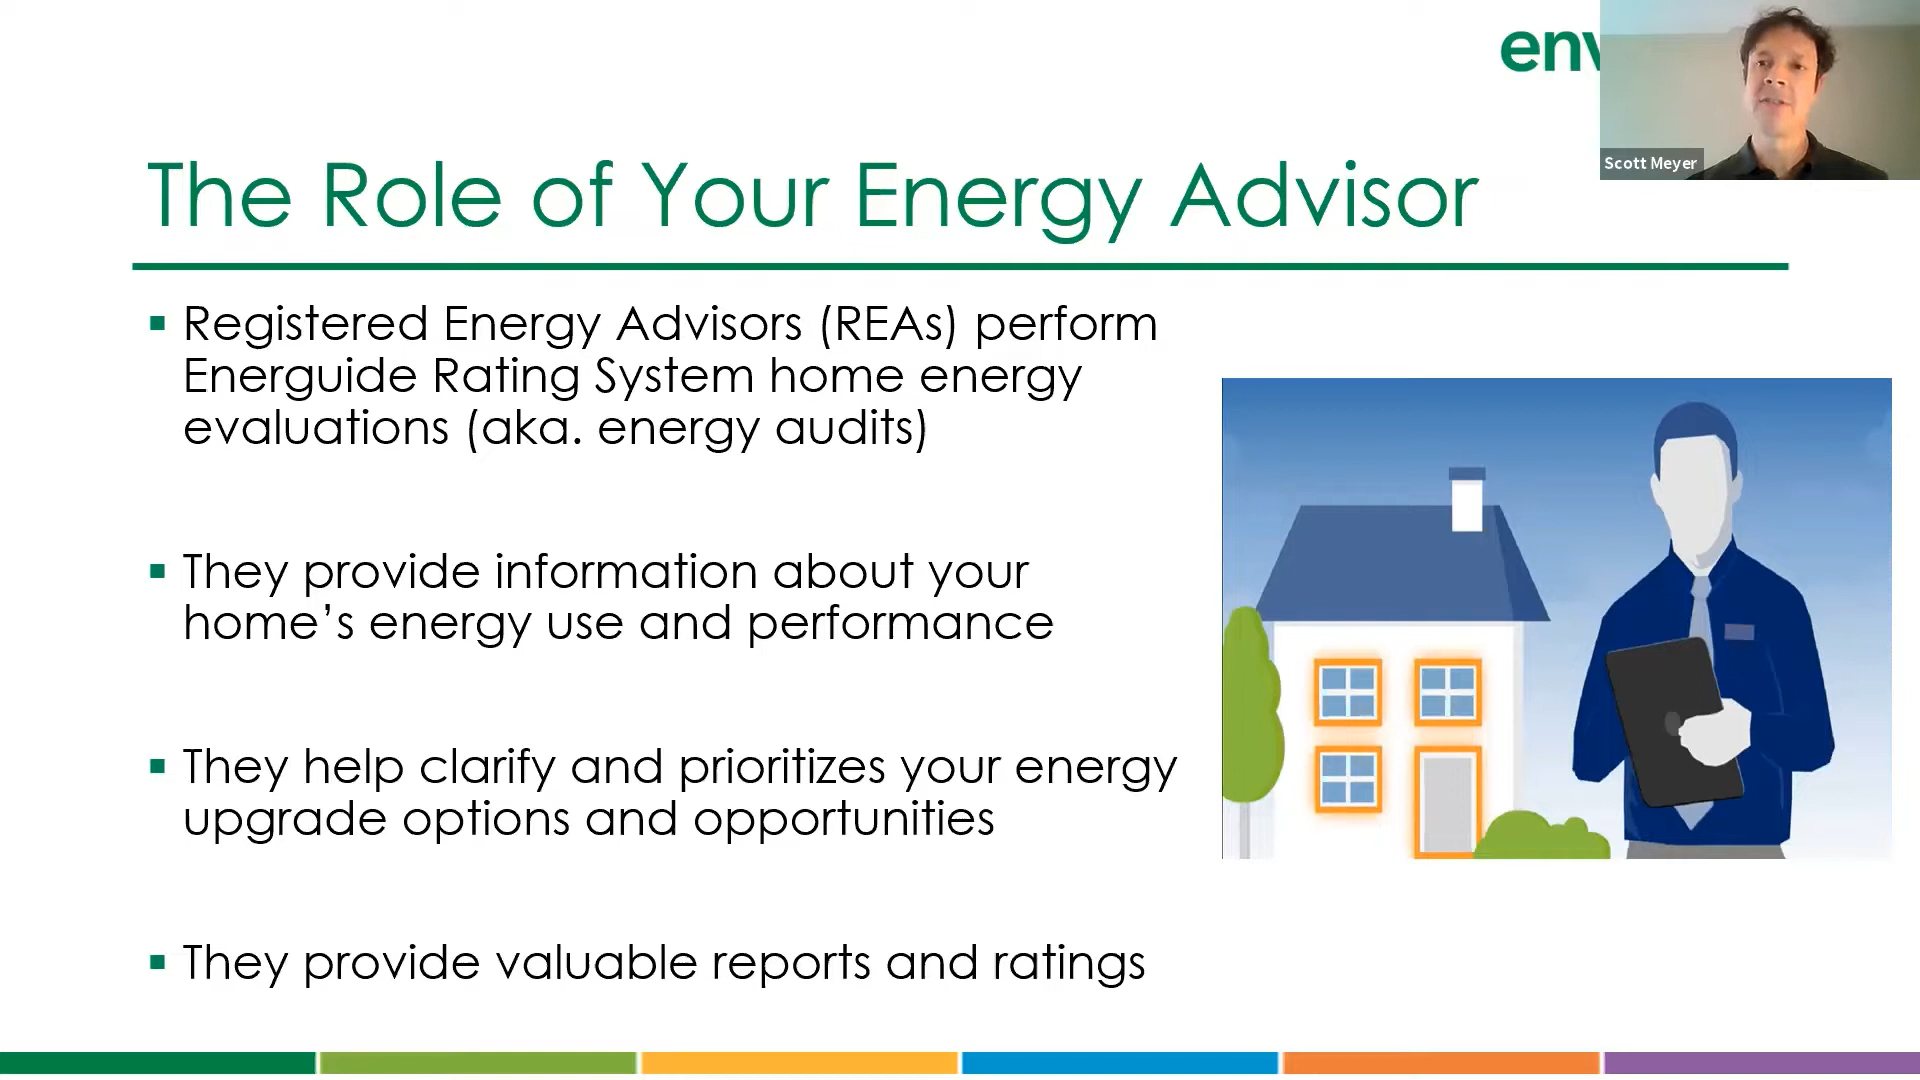 Scott Meyer
The Role of Your Energy Advisor
▪ Registered Energy Advisors (REAs) perform
Energuide Rating System home energy
evaluations (aka. energy audits)
▪ They provide information about your
home’s energy use and performance
▪ They help clarify and prioritizes your energy
upgrade options and opportunities
▪ They provide valuable reports and ratings